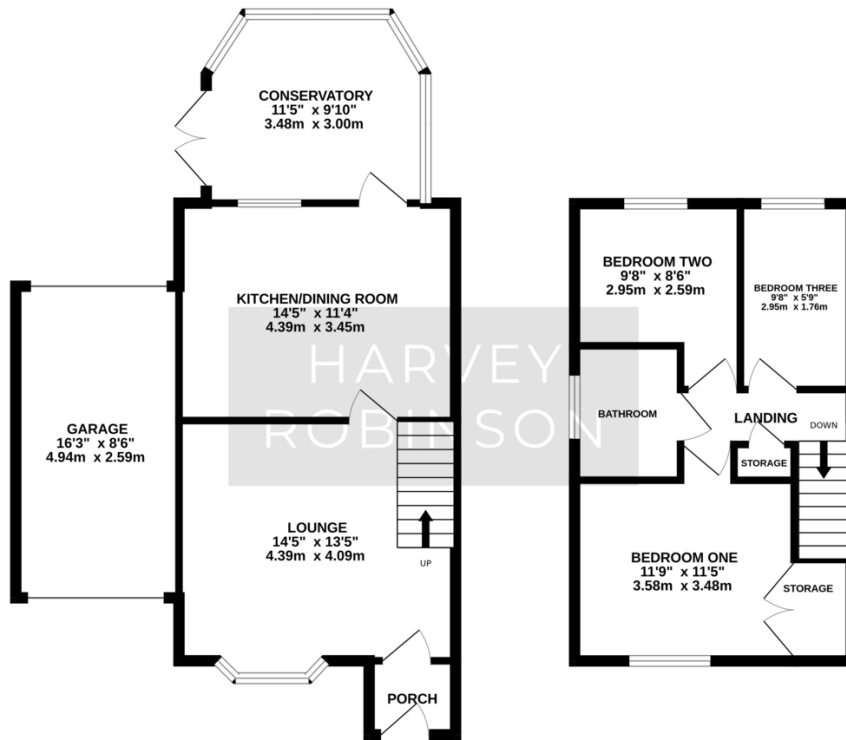 CONSERVATORY
11'5" x 9'10"
3.48m x 3.00m
KITCHEN/DINING ROOM
14'5" x 11'4"
4.39m x 3.45m
GARAGE
16'3" x 8'6"
4.94m x 2.59m
LOUNGE
14'5" x 13'5"
4.39m x 4.09m
UP
PORCH
BEDROOM TWO
9'8" x 8'6"
2.95m x 2.59m
BEDROOM THREE
9'8" x 5'9"
2.95m x 1.76m
BATHROOM
LANDING
DOWN
STORAGE
BEDROOM ONE
11'9" x 11'5"
3.58m x 3.48m
STORAGE
HARVEY
ROBINSON